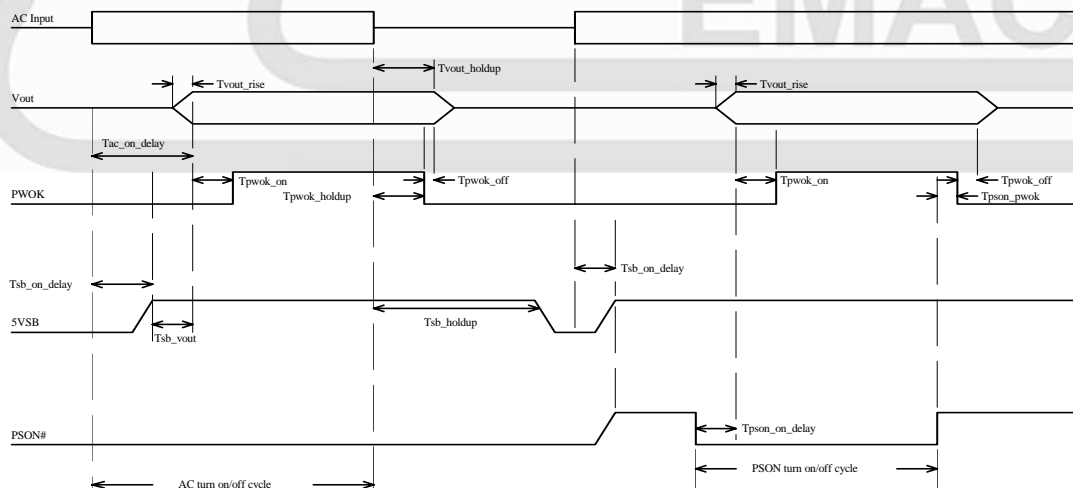 AC Input
EMAC
Tvout_holdup
Tvout_rise
Tvout_rise
Vout
Tac_on_delay
Tpwok_on
Tpwok_off
Tpwok_on
Tpwok_off
PWOK
Tpwok_holdup
Tpson_pwok
Tsb_on_delay
Tsb_on_delay
5VSB
Tsb_holdup
Tsb_vout
PSON#
Tpson_on_delay
AC turn on/off cycle
PSON turn on/off cycle